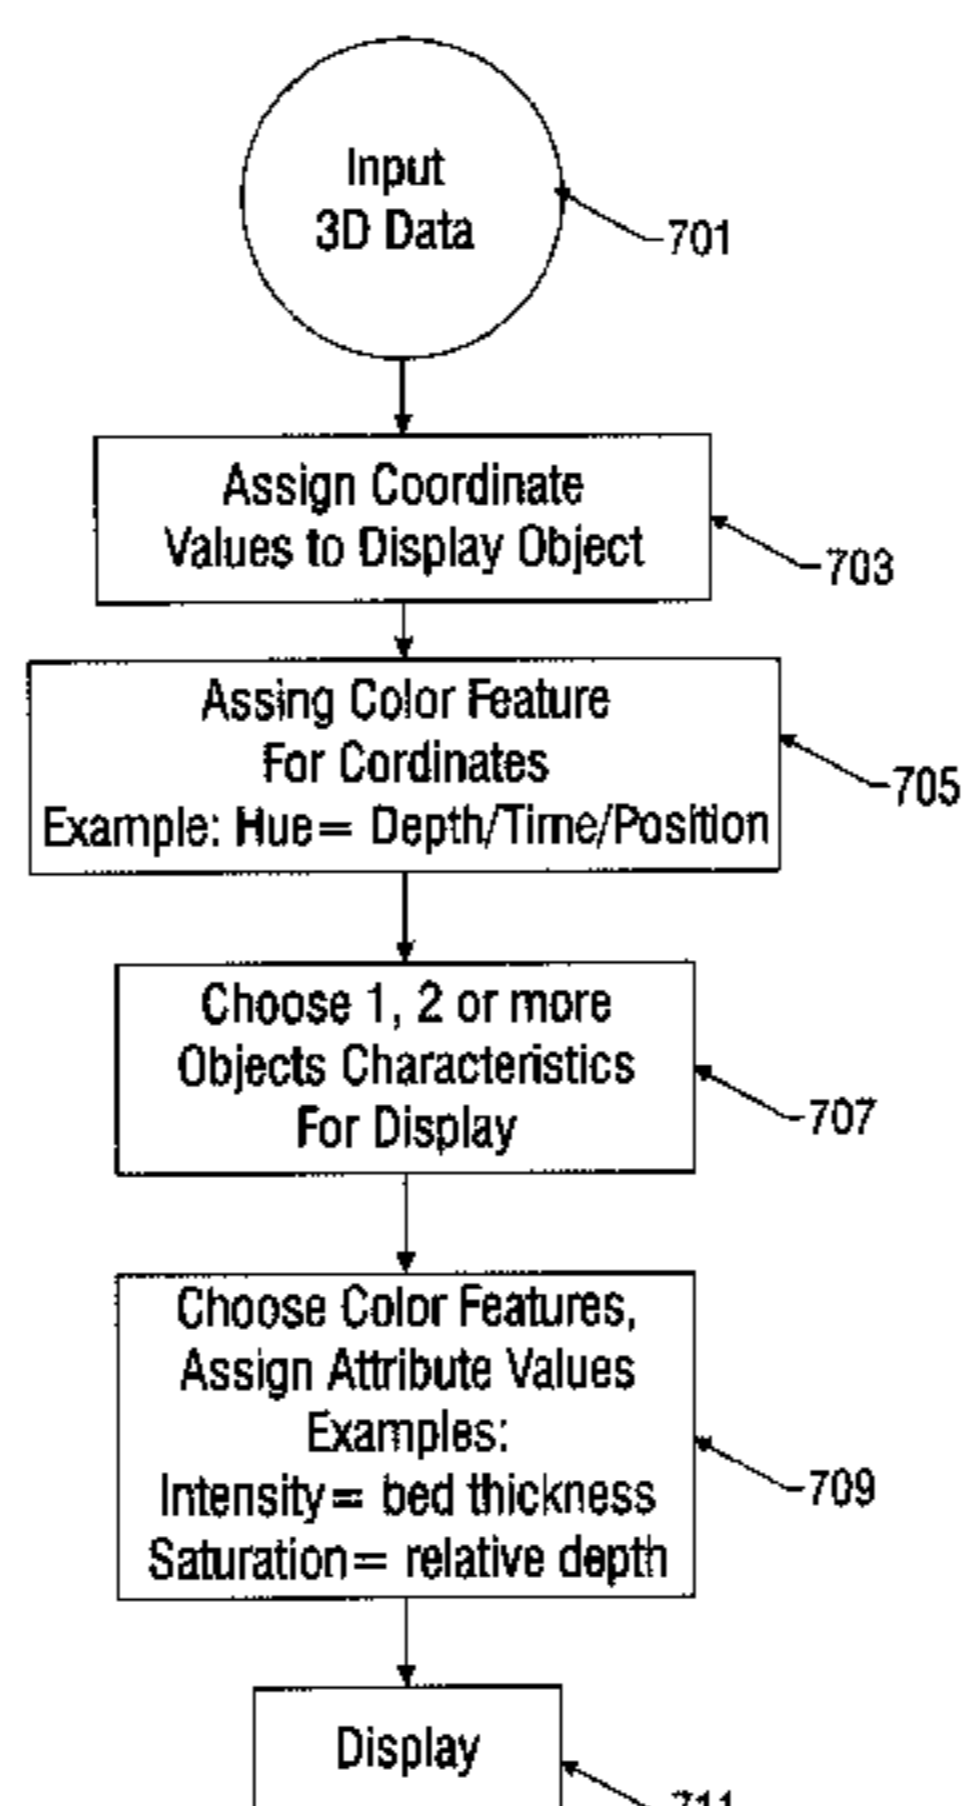 Input
3D Data
701
Assign Coordinate
Values to Display Object
703
Assing Color Feature
For Cordinates
Example: Hue= Depth/Time/Position
705
Choose 1, 2 or more
Objects Characteristics
For Display
707
Choose Color Features,
Assign Attribute Values
Examples:
Intensity= bed thickness
Saturation= relative depth
709
Display
711